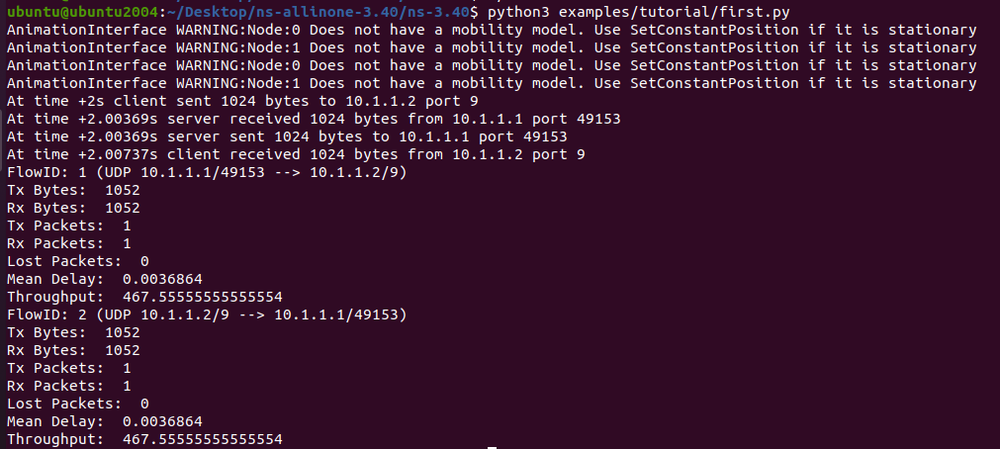 ubuntu@ubuntu2004:~/Desktop/ns-allinone-3.40/ns-3.40$ python3 examples/tutorial/first.py
AnimationInterface WARNING:Node:0 Does not have a mobility model. Use SetConstantPosition if it is stationary
AnimationInterface WARNING:Node:1 Does not have a mobility model. Use SetConstantPosition if it is stationary
AnimationInterface WARNING:Node:0 Does not have a mobility model. Use SetConstantPosition if it is stationary
AnimationInterface WARNING:Node:1 Does not have a mobility model. Use SetConstantPosition if it is stationary
At time +2s client sent 1024 bytes to 10.1.1.2 port 9
At time +2.00369s server received 1024 bytes from 10.1.1.1 port 49153
At time +2.00369s server sent 1024 bytes to 10.1.1.1 port 49153
At time +2.00737s client received 1024 bytes from 10.1.1.2 port 9
FlowID: 1 (UDP 10.1.1.1/49153 --> 10.1.1.2/9)
Tx Bytes:  1052
Rx Bytes:  1052
Tx Packets:  1
Rx Packets:  1
Lost Packets:  0
Mean Delay:  0.0036864
Throughput:  467.55555555555554
FlowID: 2 (UDP 10.1.1.2/9 --> 10.1.1.1/49153)
Tx Bytes:  1052
Rx Bytes:  1052
Tx Packets:  1
Rx Packets:  1
Lost Packets:  0
Mean Delay:  0.0036864
Throughput:  467.55555555555554